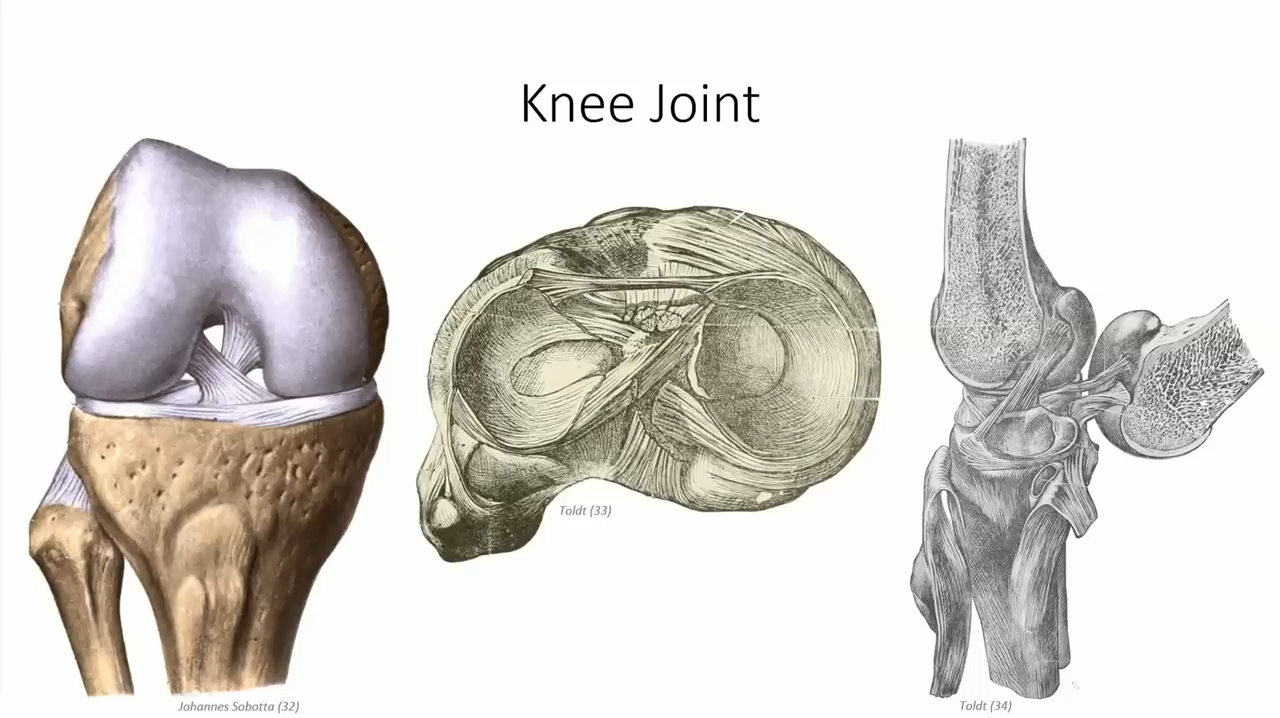 Knee Joint
Toldt (33)
Johannes Sobotta (32)
Toldt (34)